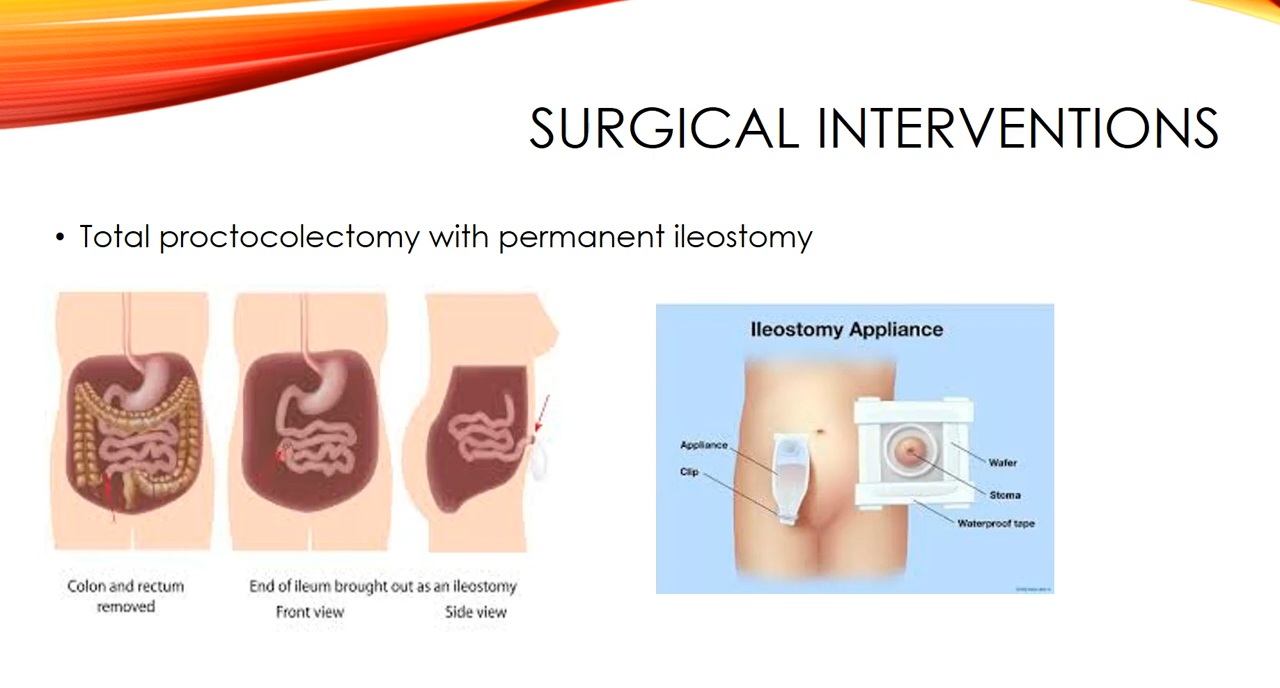 SURGICAL INTERVENTIONS
• Total proctocolectomy with permanent ileostomy
Colon and rectum
removed
End of ileum brought out as an ileostomy
Front view
Side view
Ileostomy Appliance
Appliance
Clip
Wafer
Stoma
Waterproof tape